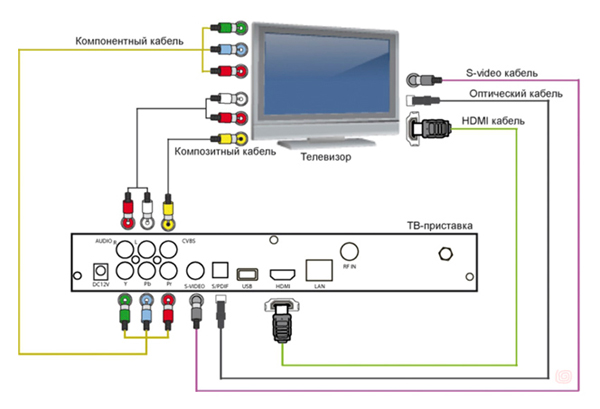 Компонентный кабель
S-video кабель
Оптический кабель
HDMI кабель
Композитный кабель
Телевизор
ТВ-приставка
AUDIO R L CVBS
RF IN
DC12V Y Pb Pr S-VIDEO S/PDIF USB HDMI LAN